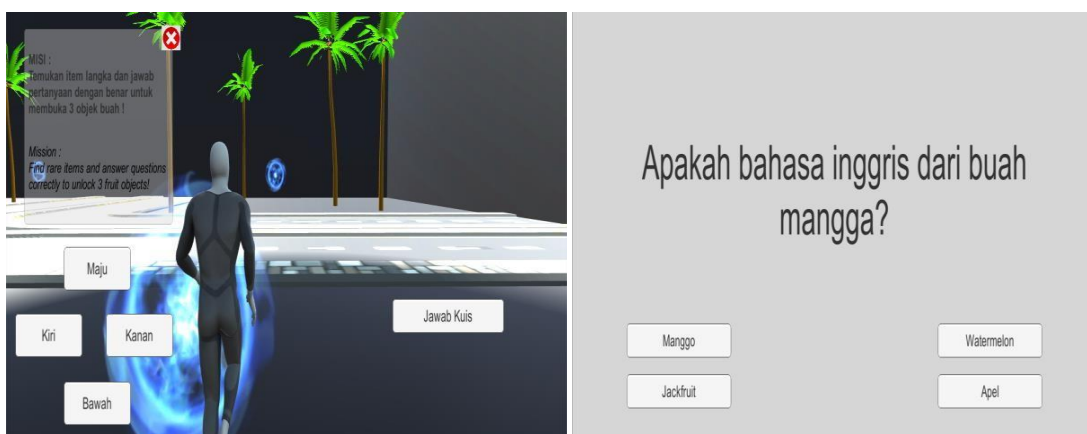 MISI :
Temukan item langka dan jawab
pertanyaan dengan benar untuk
membuka 3 objek buah !
Mission :
Find rare items and answer questions
correctly to unlock 3 fruit objects!
Maju
Kiri
Kanan
Bawah
Jawab Kuis
Apakah bahasa inggris dari buah
mangga?
Manggo
Watermelon
Jackfruit
Apel